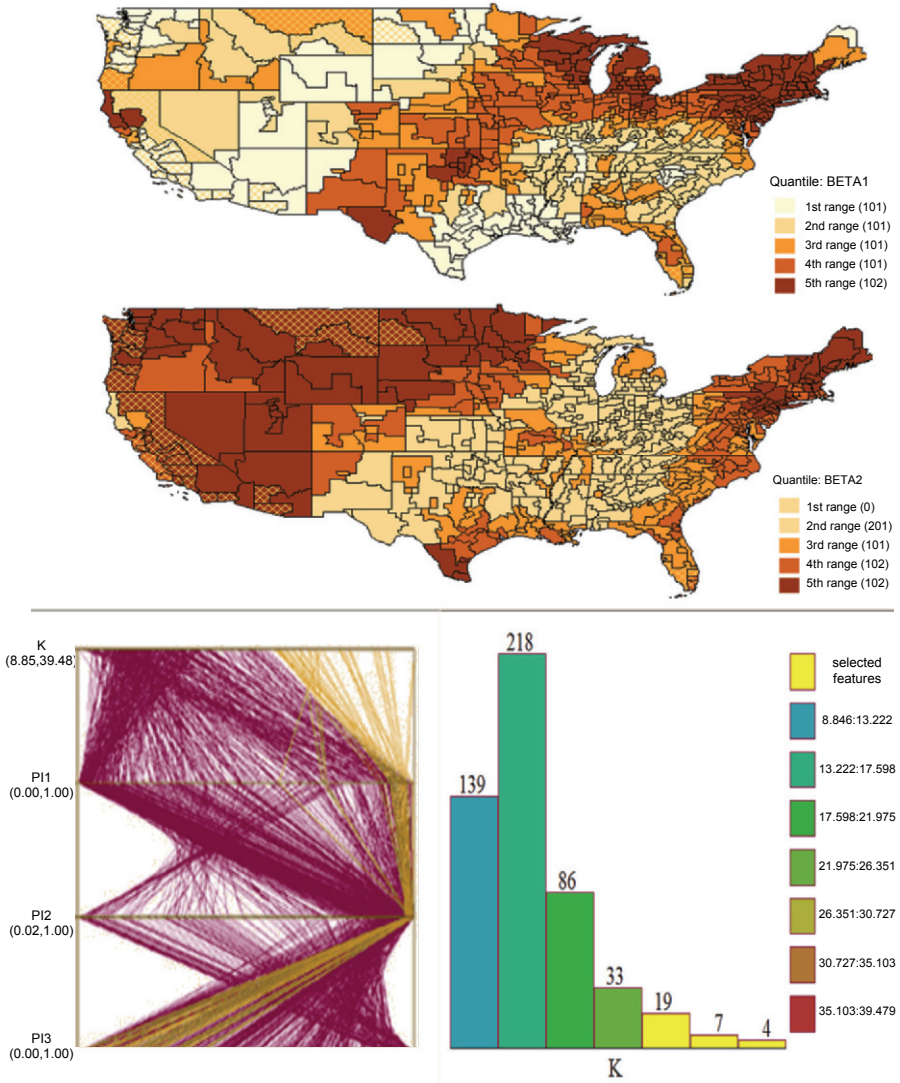 Quantile: BETA1
1st range (101)
2nd range (101)
3rd range (101)
4th range (101)
5th range (102)
Quantile: BETA2
1st range (0)
2nd range (201)
3rd range (101)
4th range (102)
5th range (102)
K
(8.85,39.48)
PI1
(0.00,1.00)
PI2
(0.02,1.00)
PI3
(0.00,1.00)
139
218
86
33
19
7
4
K
selected
features
8.846:13.222
13.222:17.598
17.598:21.975
21.975:26.351
26.351:30.727
30.727:35.103
35.103:39.479